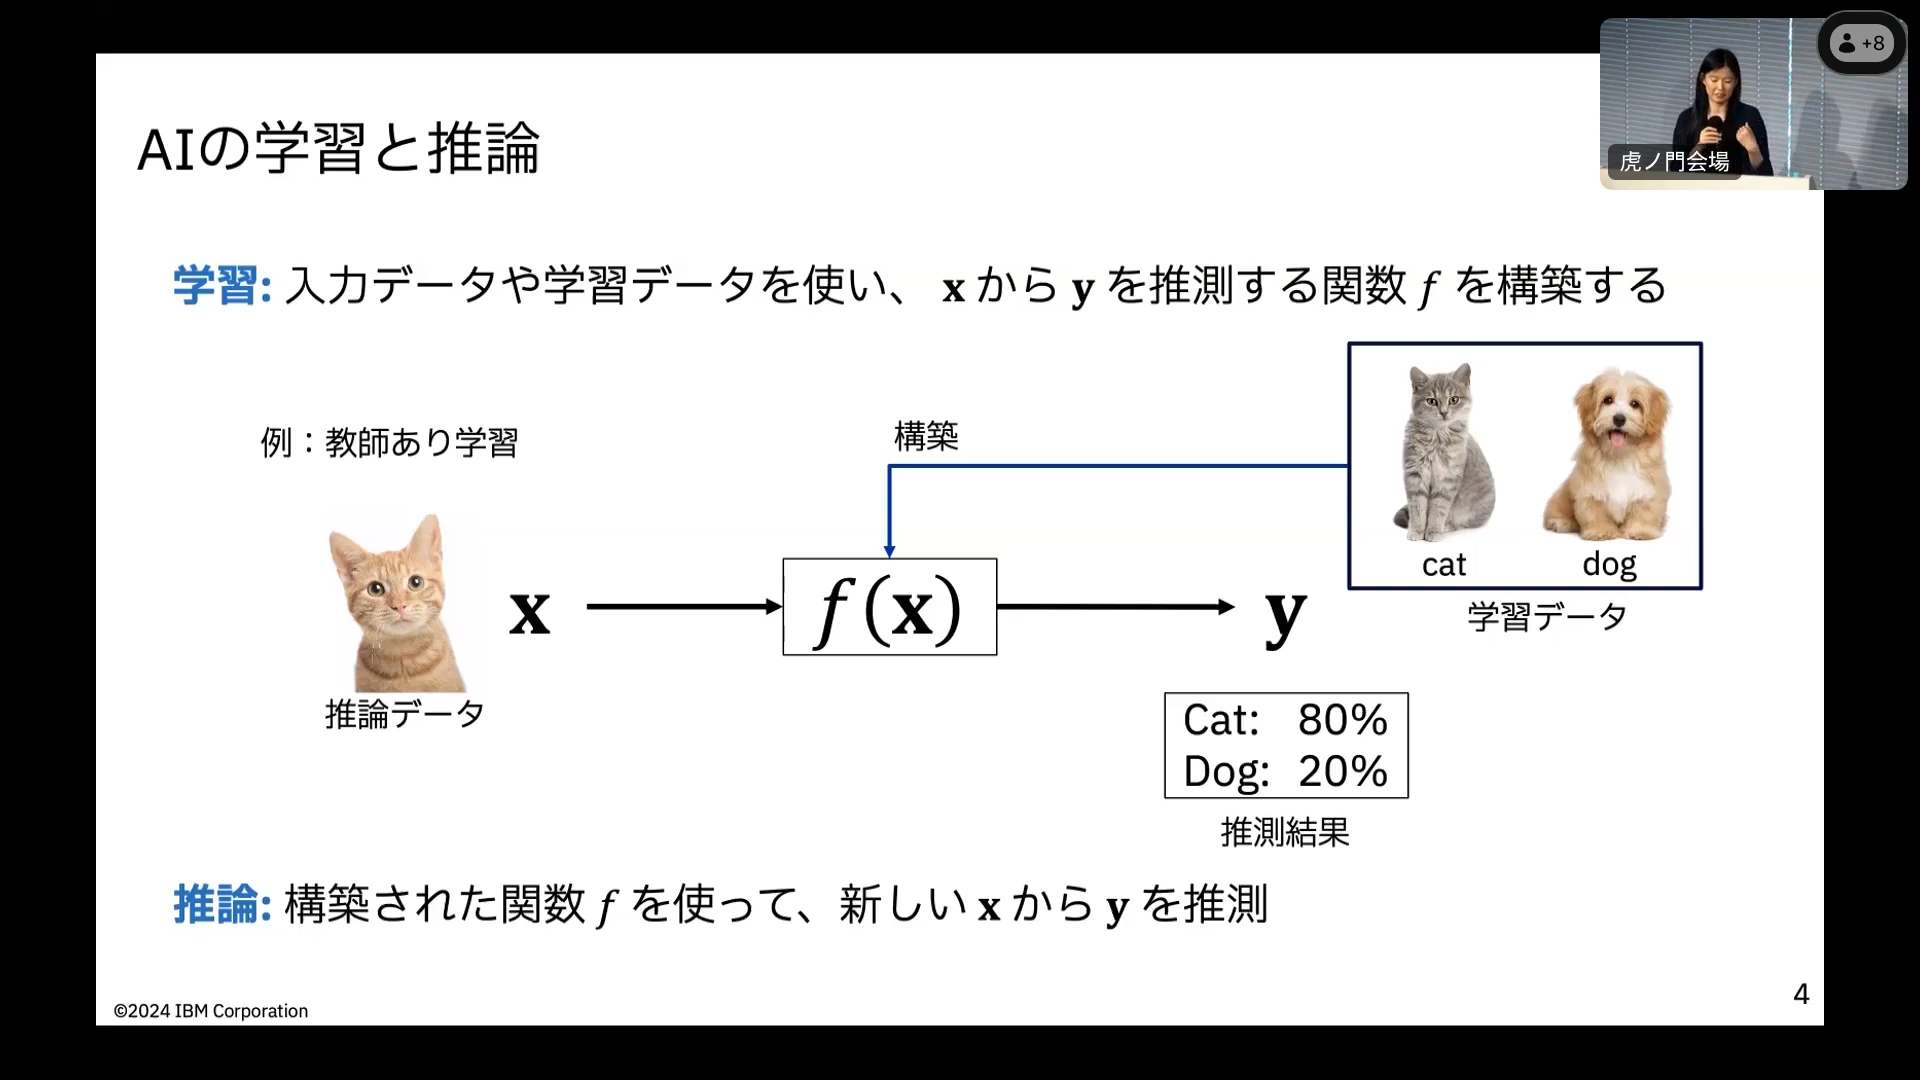 +8
虎ノ門会場
AIの学習と推論
学習: 入力データや学習データを使い、 x から y を推測する関数 f を構築する
例：教師あり学習
構築
cat dog
学習データ
x f(x) y
推論データ
Cat: 80%
Dog: 20%
推測結果
推論: 構築された関数 f を使って、新しい x から y を推測
©2024 IBM Corporation
4